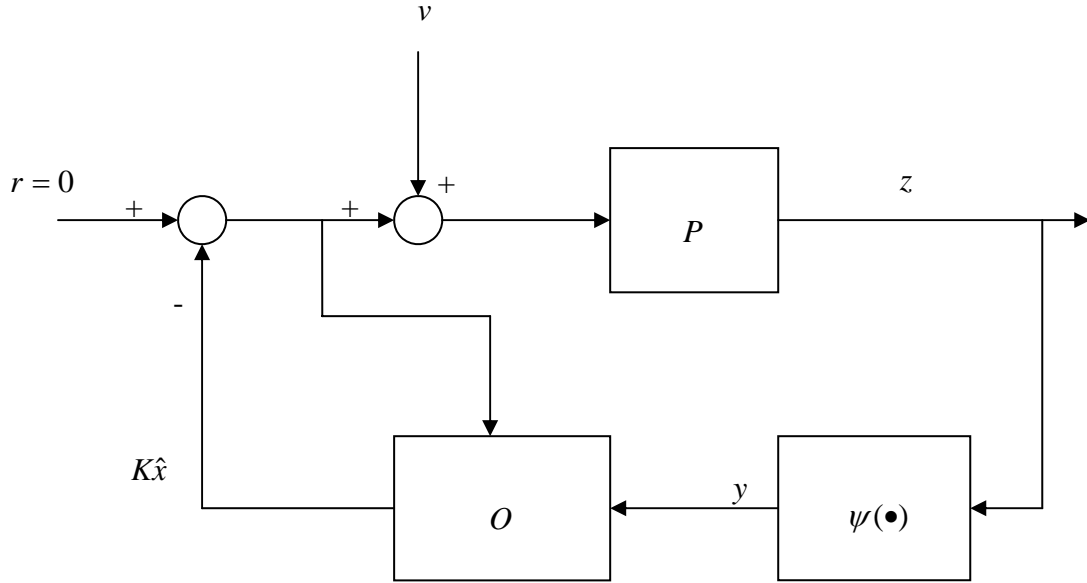 v
r = 0
+
+
+
P
z
-
Kx̂
O
y
ψ(•)